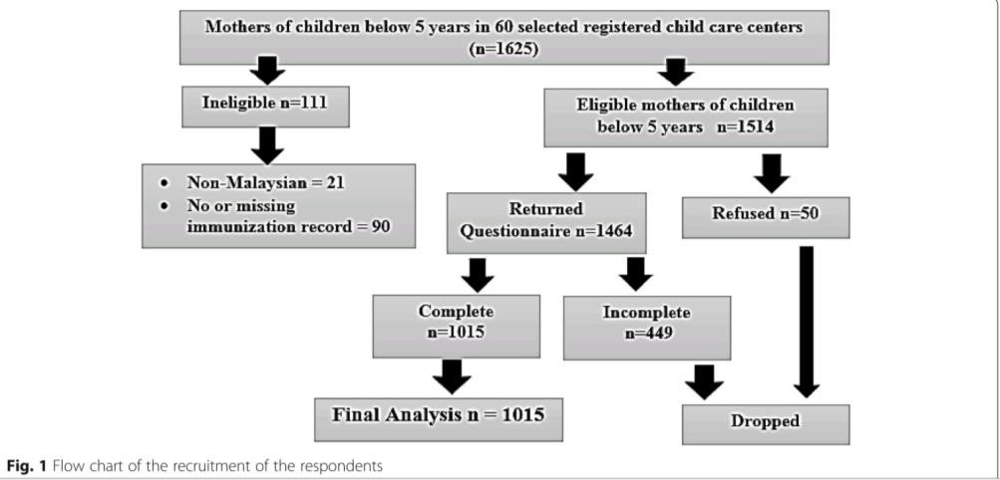 Mothers of children below 5 years in 60 selected registered child care centers
(n=1625)
Ineligible n=111
Eligible mothers of children
below 5 years n=1514
• Non-Malaysian = 21
• No or missing
immunization record = 90
Returned
Questionnaire n=1464
Refused n=50
Complete
n=1015
Incomplete
n=449
Final Analysis n = 1015
Dropped
Fig. 1 Flow chart of the recruitment of the respondents